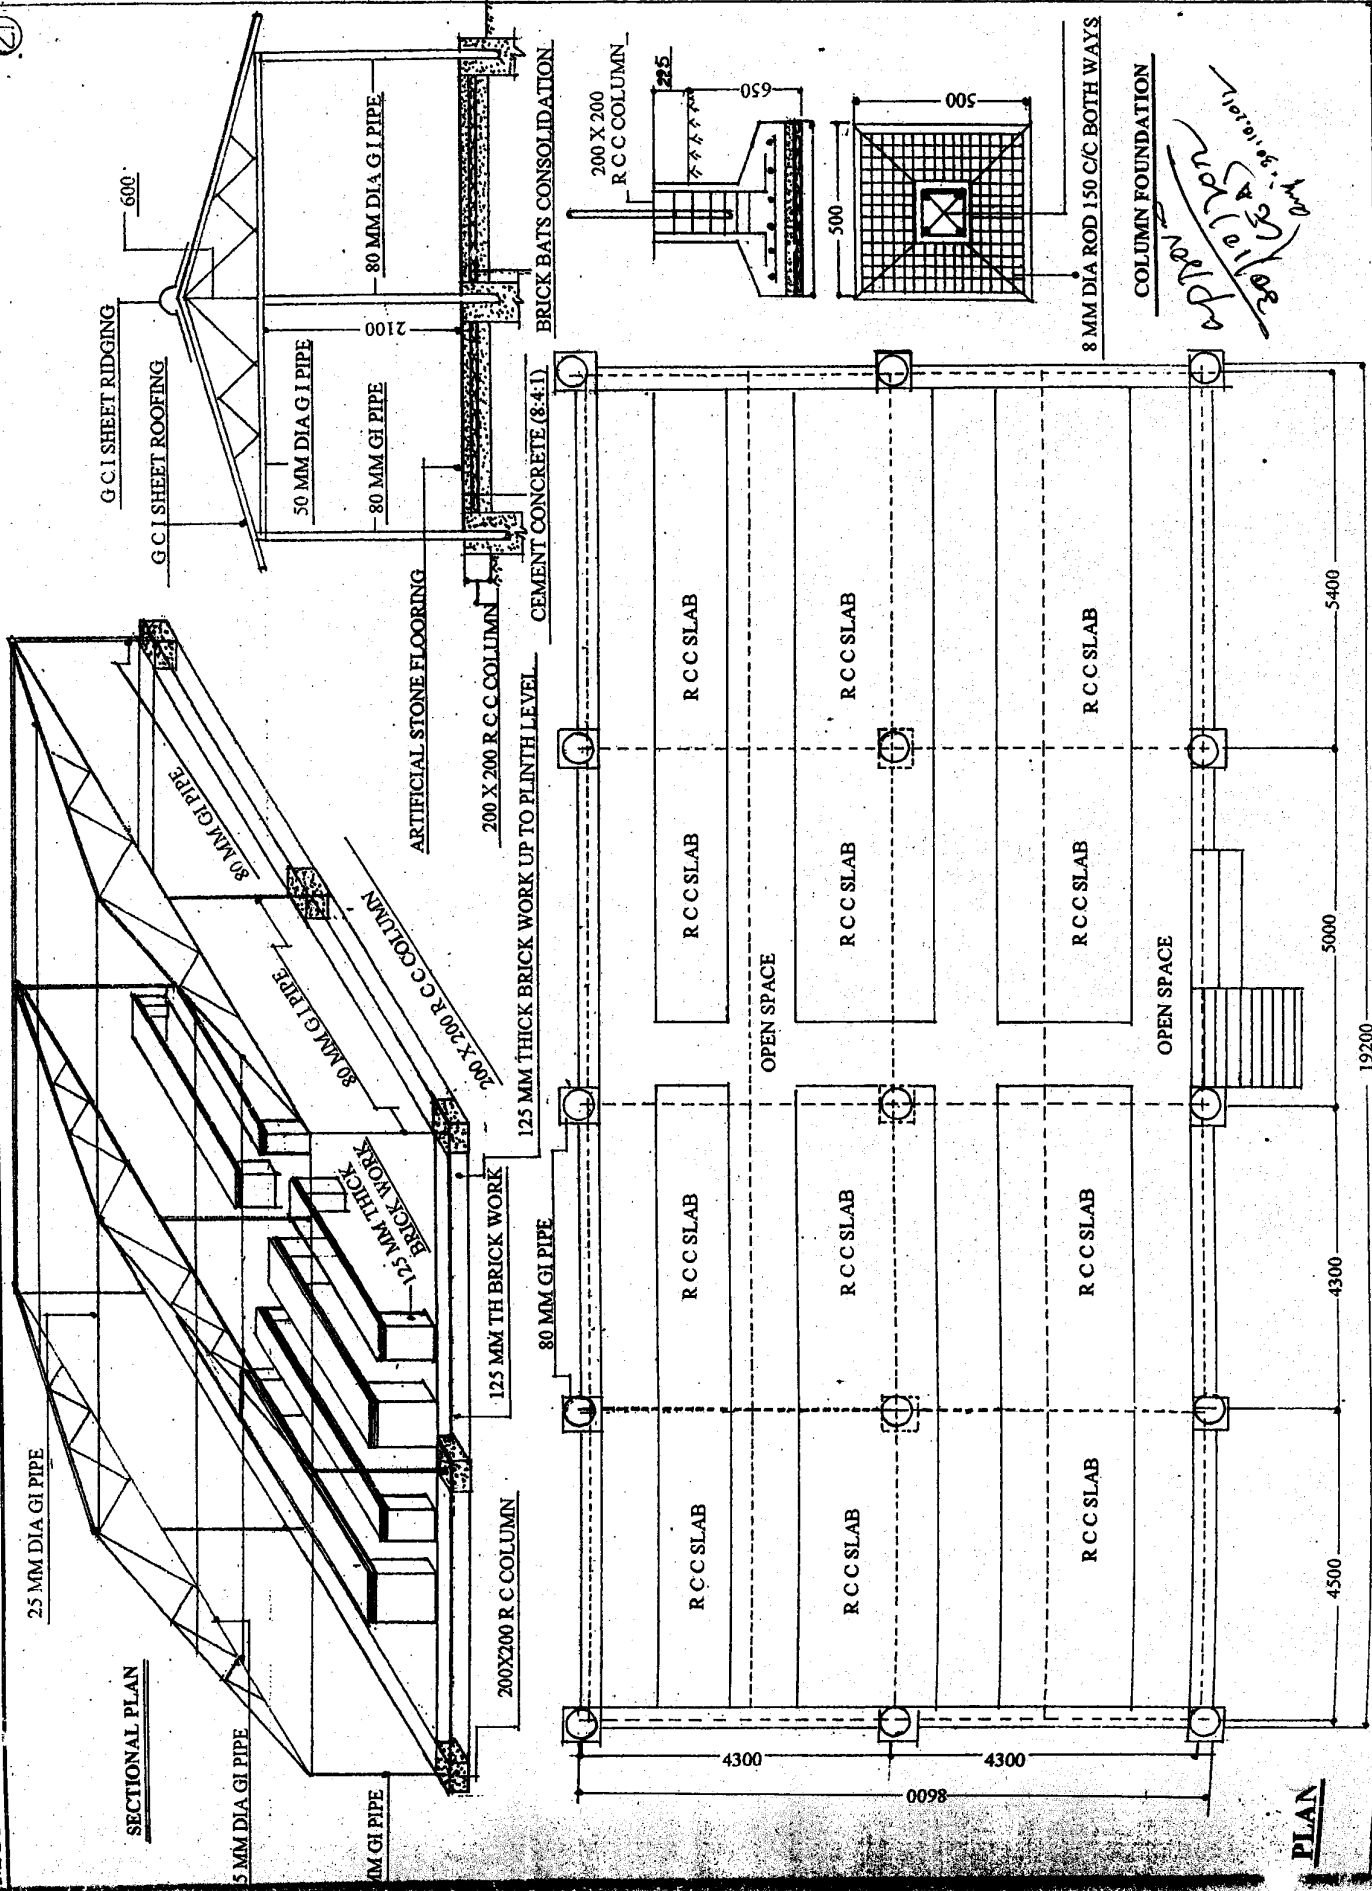 21
SECTIONAL PLAN
25 MM DIA GI PIPE
5 MM DIA GI PIPE
MM GI PIPE
80 MM GI PIPE
80 MM G I PIPE
200 X 200 R C C COLUMN
125 MM THICK
BRICK WORK
125 MM TH BRICK WORK
200X200 R C COLUMN
125 MM THICK BRICK WORK UP TO PLINTH LEVEL
G C.I SHEET RIDGING
G C I SHEET ROOFING
600
50 MM DIA G I PIPE
80 MM GI PIPE
80 MM DIA G I PIPE
2100
ARTIFICIAL STONE FLOORING
200 X 200 R C C COLUMN
CEMENT CONCRETE (8:4:1)
BRICK BATS CONSOLIDATION
200 X 200
R C C COLUMN
225
650
500
500
8 MM DIA ROD 150 C/C BOTH WAYS
COLUMN FOUNDATION
30.10.2012
80 MM GI PIPE
R C C SLAB
R C C SLAB
R C C SLAB
R C C SLAB
OPEN SPACE
R C C SLAB
R C C SLAB
R C C SLAB
R C C SLAB
R C C SLAB
R C C SLAB
R C C SLAB
R C C SLAB
OPEN SPACE
4300
4300
8600
4500
4300
5000
5400
19200
PLAN